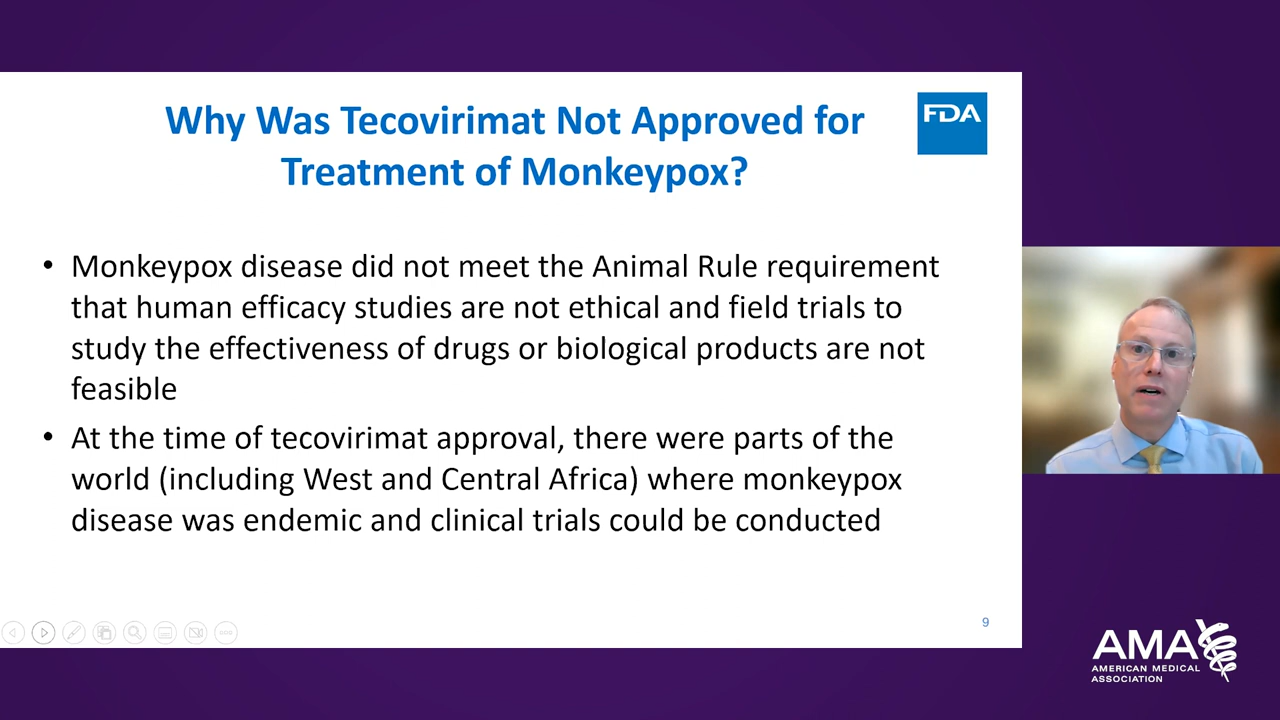 Why Was Tecovirimat Not Approved for
Treatment of Monkeypox?
FDA
• Monkeypox disease did not meet the Animal Rule requirement
that human efficacy studies are not ethical and field trials to
study the effectiveness of drugs or biological products are not
feasible
• At the time of tecovirimat approval, there were parts of the
world (including West and Central Africa) where monkeypox
disease was endemic and clinical trials could be conducted
9
AMA
AMERICAN MEDICAL
ASSOCIATION